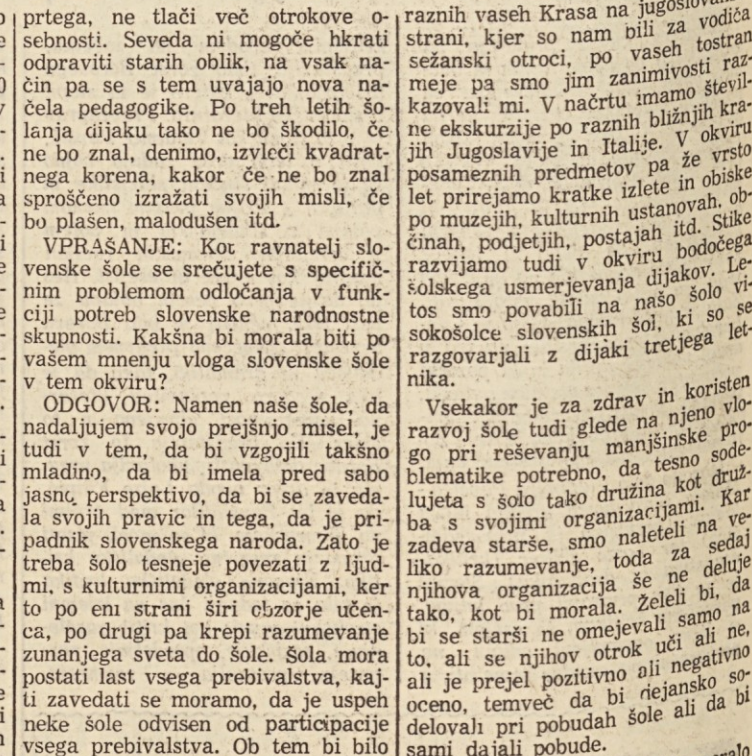 prtega, ne tlači več otrokove o-
sebnosti. Seveda ni mogoče hkrati
odpraviti starih oblik, na vsak na-
čin pa se s tem uvajajo nova na-
čela pedagogike. Po treh letih šo-
lanja dijaku tako ne bo škodilo, če
ne bo znal, denimo, izvleči kvadrat-
nega korena, kakor če ne bo znal
sproščeno izražati svojih misli, če
bo plašen, malodušen itd.
VPRAŠANJE: Kot ravnatelj slo-
venske šole se srečujete s specifič-
nim problemom odločanja v funk-
ciji potreb slovenske narodnostne
skupnosti. Kakšna bi morala biti po
vašem mnenju vloga slovenske šole
v tem okviru?
ODGOVOR: Namen naše šole, da
nadaljujem svojo prejšnjo misel, je
tudi v tem, da bi vzgojili takšno
mladino, da bi imela pred sabo
jasno perspektivo, da bi se zaveda-
la svojih pravic in tega, da je pri-
padnik slovenskega naroda. Zato je
treba šolo tesneje povezati z ljud-
mi, s kulturnimi organizacijami, ker
to po eni strani širi obzorje učen-
ca, po drugi pa krepi razumevanje
zunanjega sveta do šole. Šola mora
postati last vsega prebivalstva, kaj-
ti zavedati se moramo, da je uspeh
neke šole odvisen od participacije
vsega prebivalstva. Ob tem bi bilo
raznih vaseh Krasa na jugoslovanski
strani, kjer so nam bili za vodiča
sežanski otroci, po vaseh tostran
meje pa smo jim zanimivosti raz-
kazovali mi. V načrtu imamo števil-
ne ekskurzije po raznih bližnjih kra-
jih Jugoslavije in Italije. V okviru
posameznih predmetov pa že vrsto
let prirejamo kratke izlete in obiske
po muzejih, kulturnih ustanovah, ob-
činah, podjetjih, postajah itd. Stike
razvijamo tudi v okviru bodočega
šolskega usmerjevanja dijakov. Le-
tos smo povabili na našo šolo vi-
sokošolce slovenskih šol, ki so se
razgovarjali z dijaki tretjega let-
nika.
Vsekakor je za zdrav in koristen
razvoj šole tudi glede na njeno vlo-
go pri reševanju manjšinske pro-
blematike potrebno, da tesno sode-
lujeta s šolo tako družina kot druž-
ba s svojimi organizacijami. Kar
zadeva starše, smo naleteli na ve-
liko razumevanje, toda za sedaj
njihova organizacija še ne deluje
tako, kot bi morala. Želeli bi, da
bi se starši ne omejevali samo na
to, ali se njihov otrok uči ali ne,
ali je prejel pozitivno ali negativno
oceno, temveč da bi dejansko so-
delovali pri pobudah šole ali da bi
sami dajali pobude.